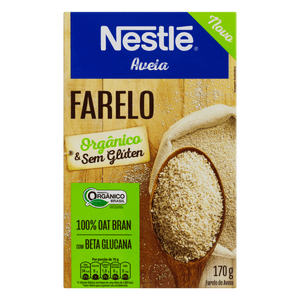 Nestlé
Novo
Aveia
FARELO
Orgânico
& Sem Glúten
PRODUTO
ORGÂNICO
BRASIL
100% OAT BRAN
COM BETA GLUCANA
170 g
Farelo de Aveia